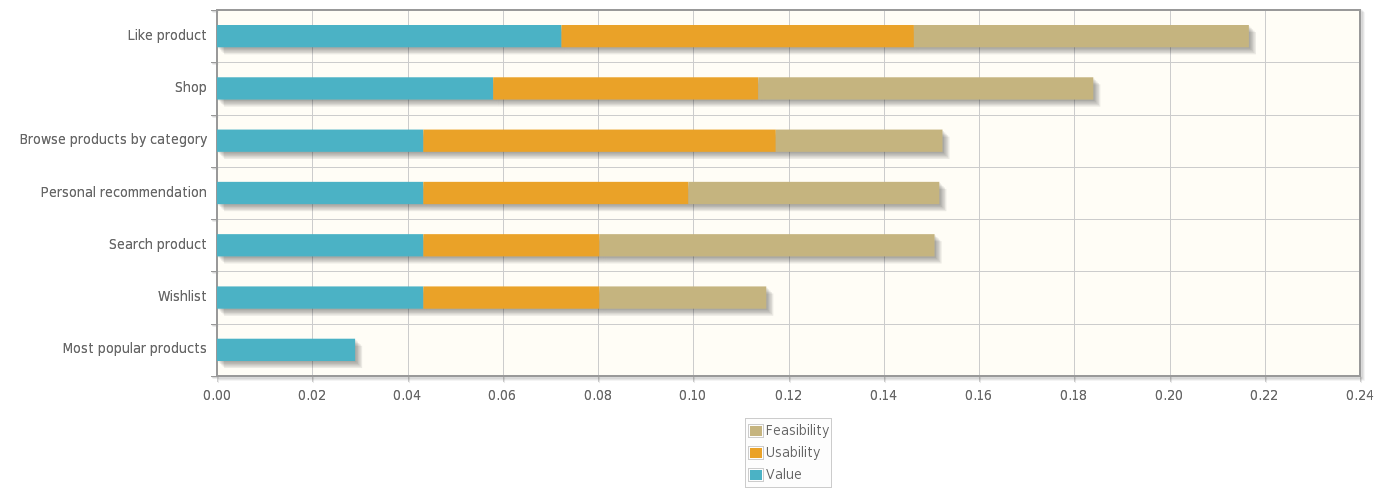 Like product
Shop
Browse products by category
Personal recommendation
Search product
Wishlist
Most popular products
0.00 0.02 0.04 0.06 0.08 0.10 0.12 0.14 0.16 0.18 0.20 0.22 0.24
Feasibility
Usability
Value